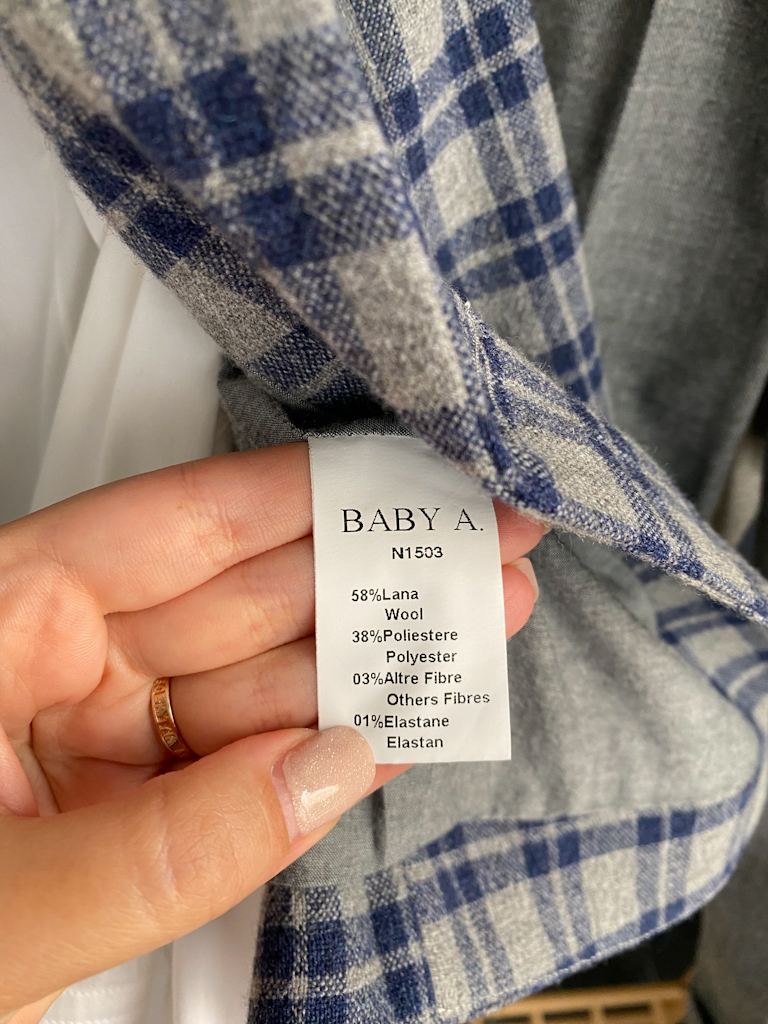 BABY A.
N1503
58%Lana
Wool
38%Poliestere
Polyester
03%Altre Fibre
Others Fibres
01%Elastane
Elastan